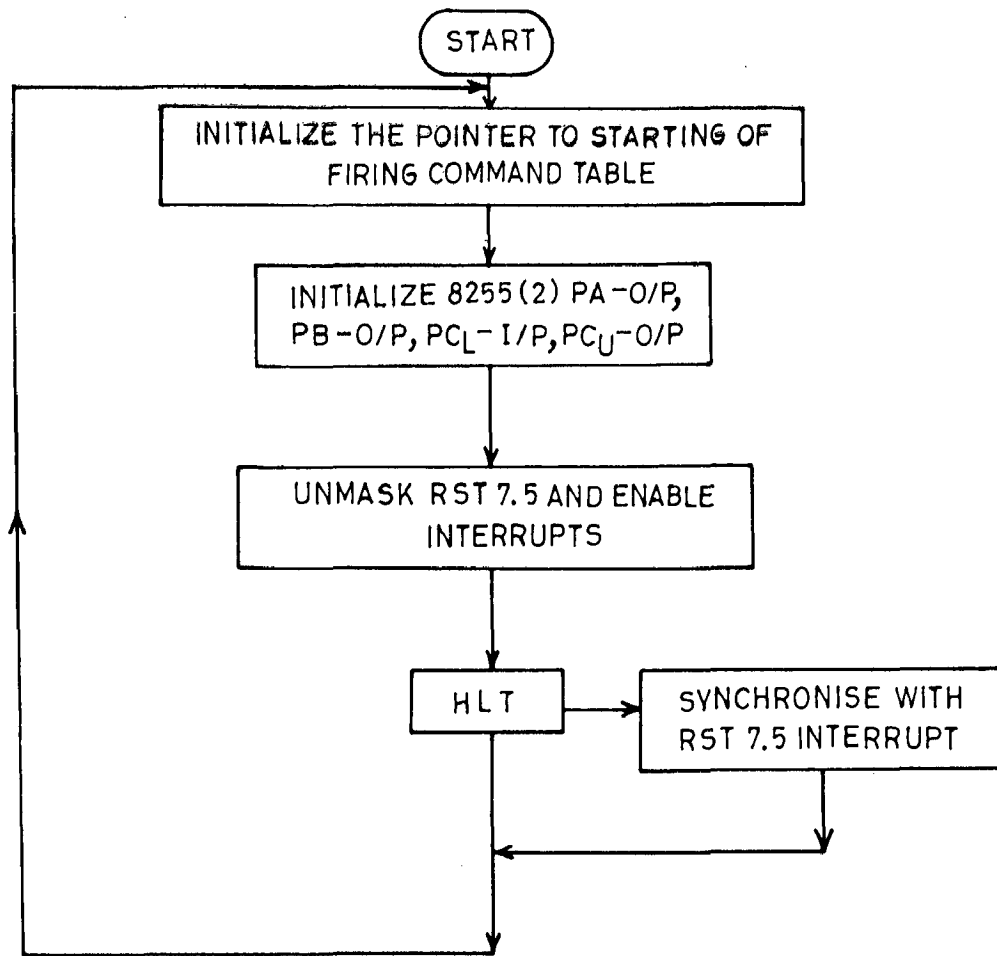 START
INITIALIZE THE POINTER TO STARTING OF
FIRING COMMAND TABLE
INITIALIZE 8255(2) PA-O/P,
PB-O/P, PCL-I/P, PCU-O/P
UNMASK RST 7.5 AND ENABLE
INTERRUPTS
HLT
SYNCHRONISE WITH
RST 7.5 INTERRUPT